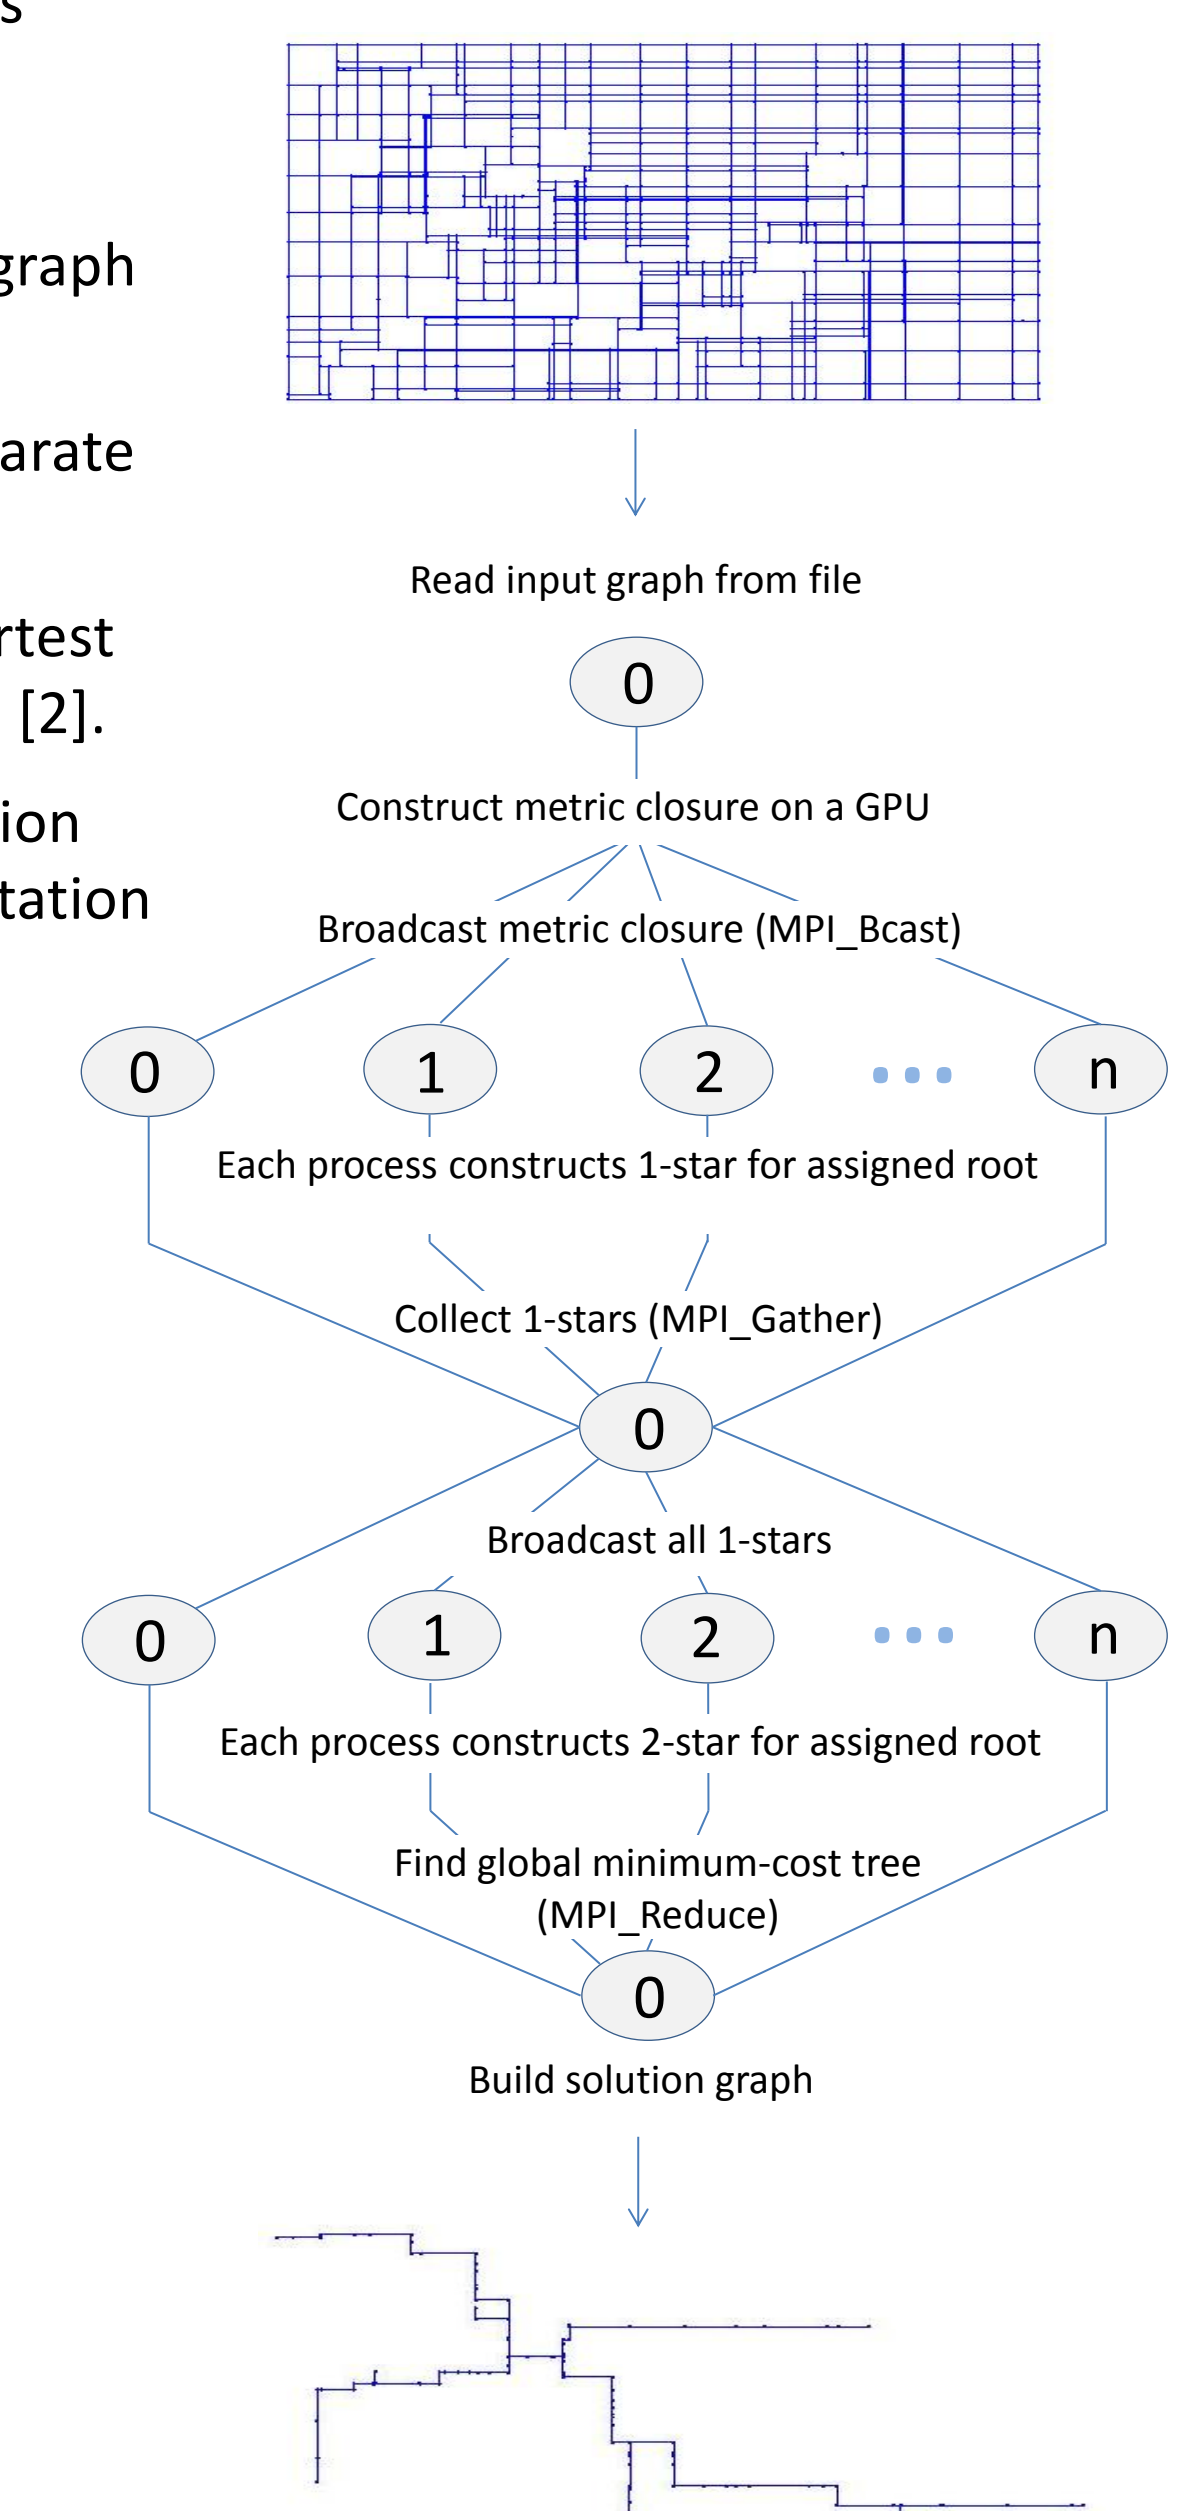 s
graph
arate
rtest
[2].
ion
tation
Read input graph from file
0
Construct metric closure on a GPU
Broadcast metric closure (MPI_Bcast)
0 1 2 ... n
Each process constructs 1-star for assigned root
Collect 1-stars (MPI_Gather)
0
Broadcast all 1-stars
0 1 2 ... n
Each process constructs 2-star for assigned root
Find global minimum-cost tree
(MPI_Reduce)
0
Build solution graph